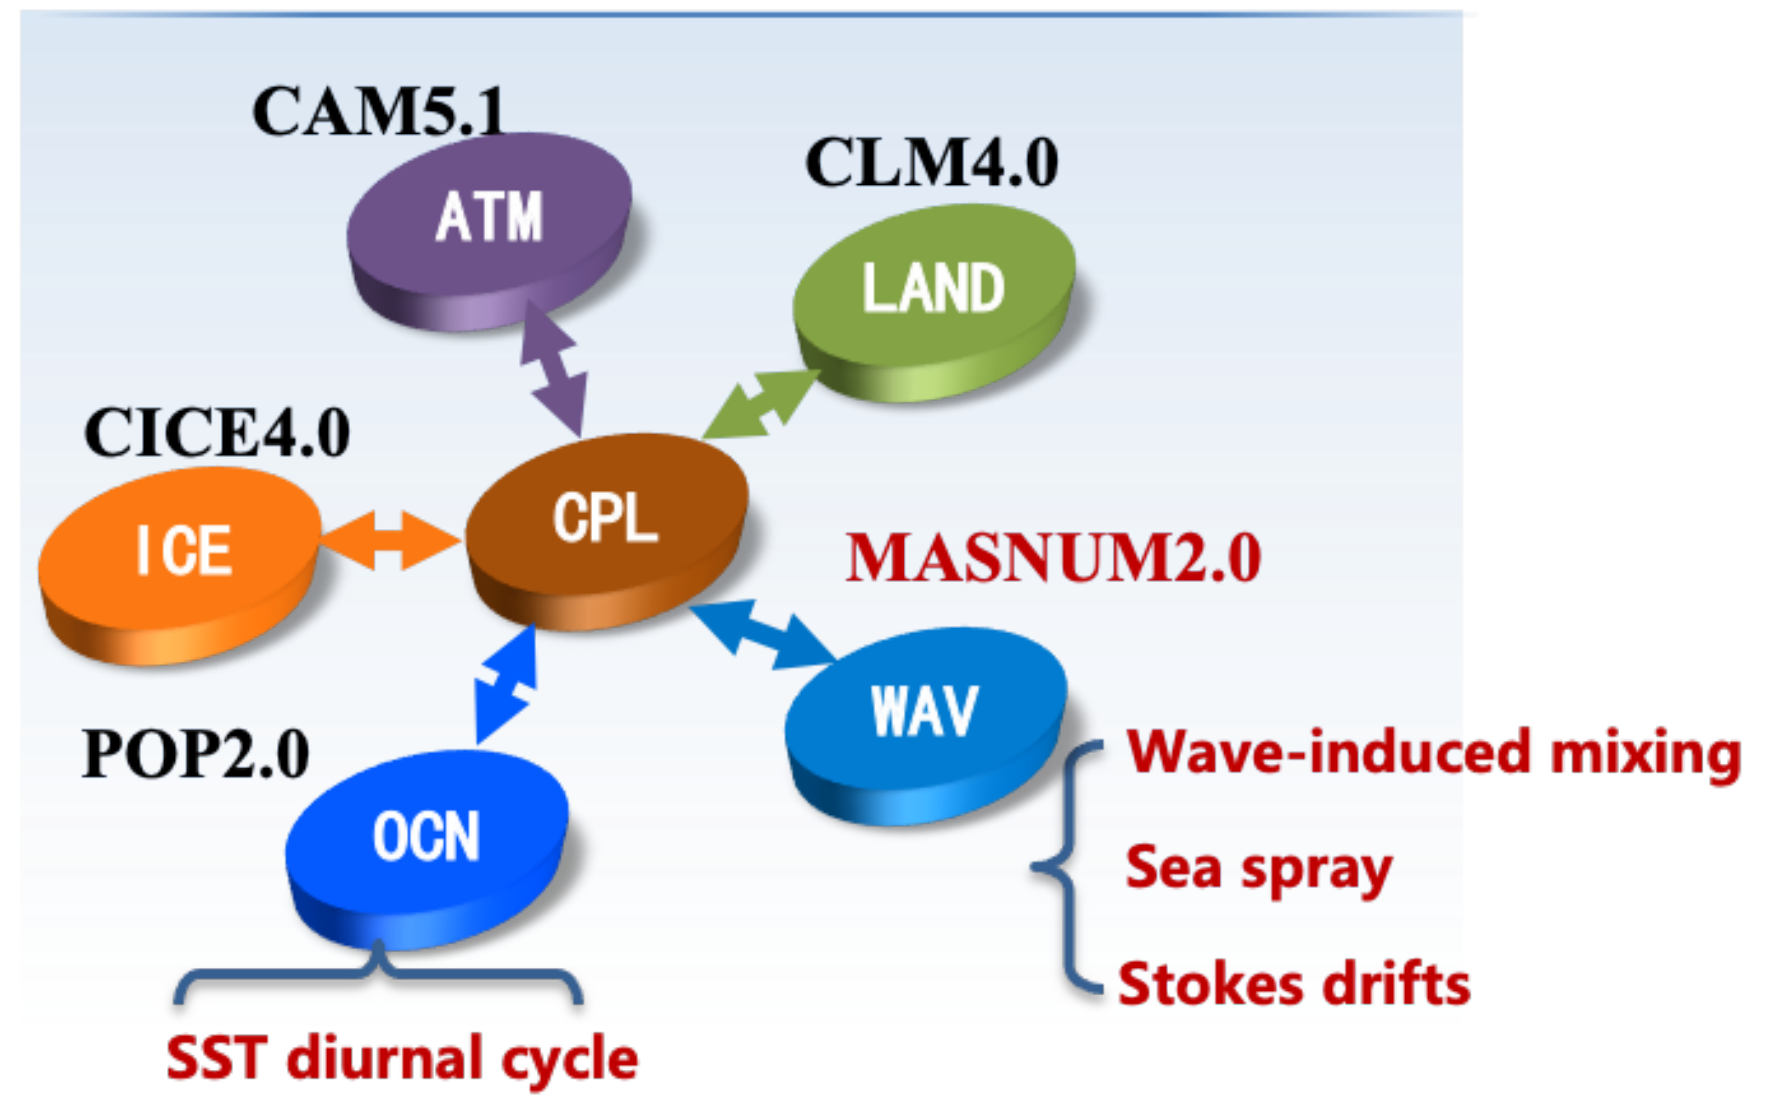 CAM5.1
ATM
CLM4.0
LAND
CICE4.0
ICE
CPL
MASNUM2.0
WAV
POP2.0
OCN
Wave-induced mixing
Sea spray
Stokes drifts
SST diurnal cycle